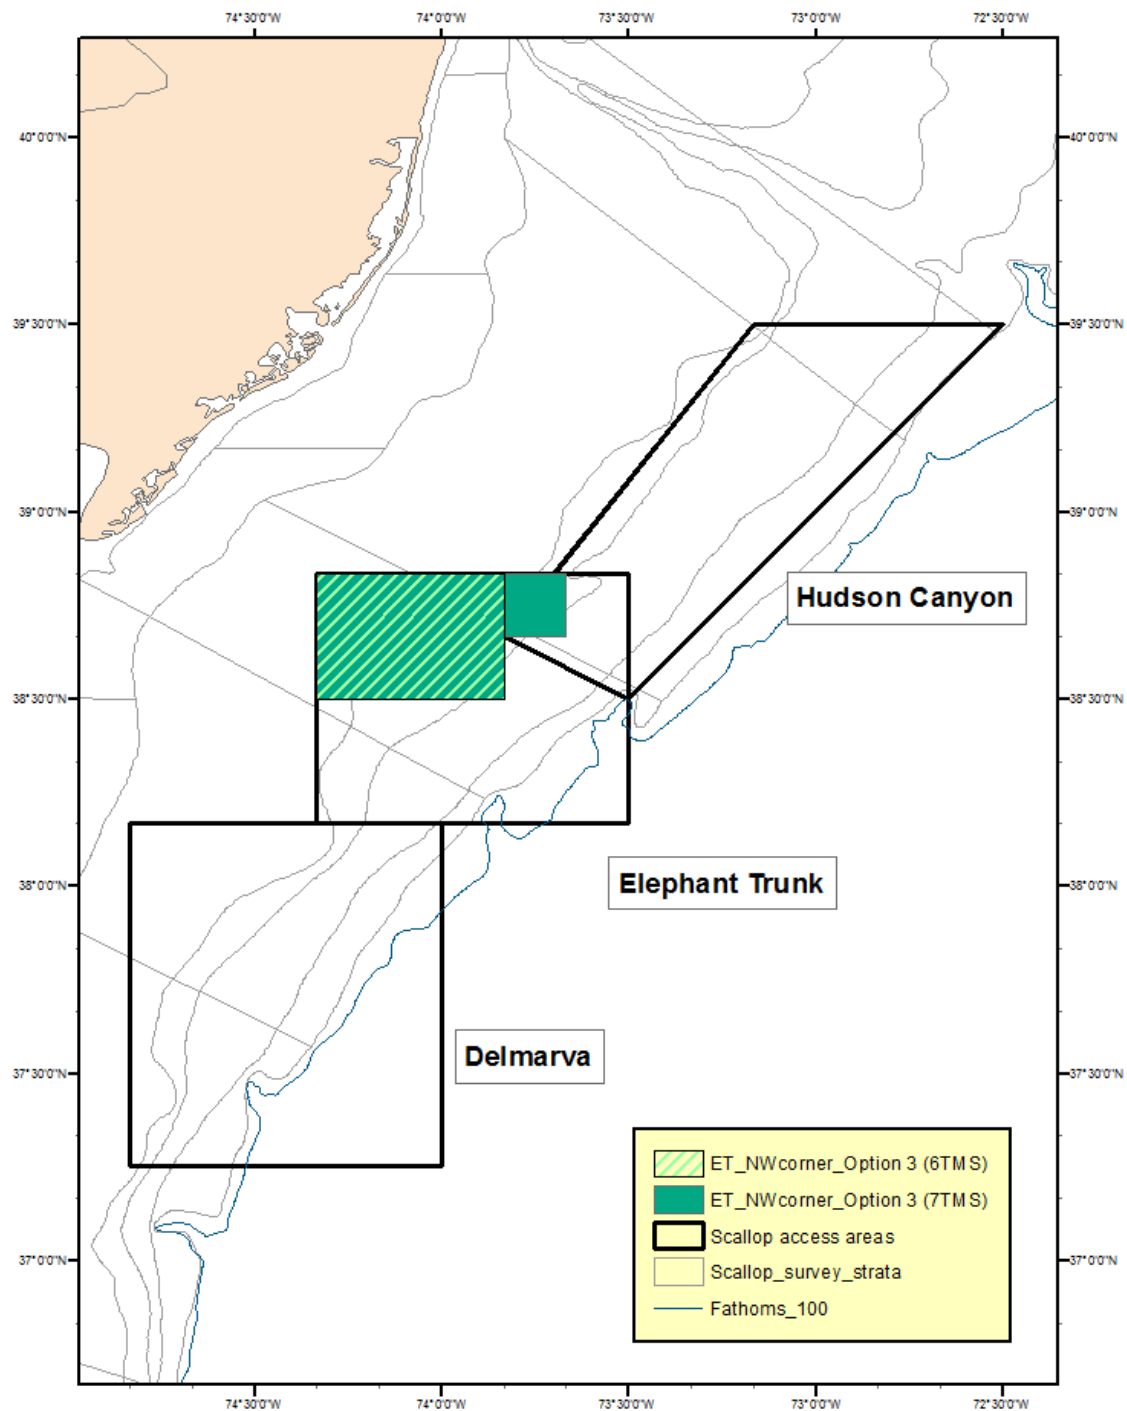 74°30'0"W 74°0'0"W 73°30'0"W 73°0'0"W 72°30'0"W
40°0'0"N 40°0'0"N
39°30'0"N 39°30'0"N
39°0'0"N 39°0'0"N
Hudson Canyon
38°30'0"N 38°30'0"N
Elephant Trunk
38°0'0"N 38°0'0"N
Delmarva
37°30'0"N 37°30'0"N
ET_NWcorner_Option 3 (6TMS)
ET_NWcorner_Option 3 (7TMS)
Scallop access areas
37°0'0"N 37°0'0"N
Scallop_survey_strata
Fathoms_100
74°30'0"W 74°0'0"W 73°30'0"W 73°0'0"W 72°30'0"W